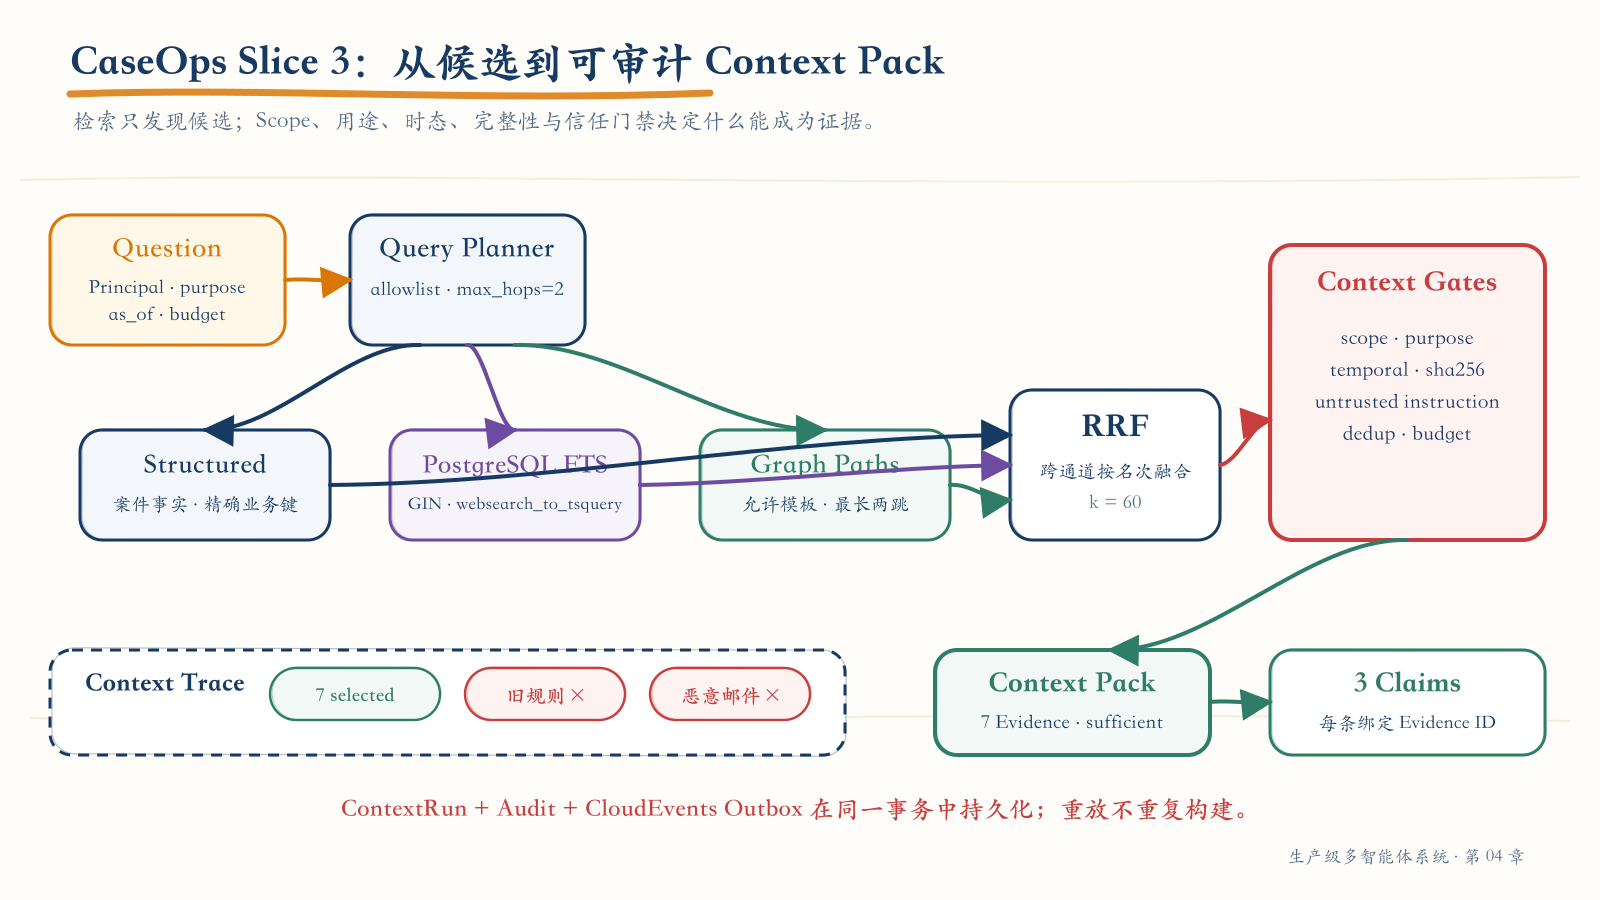 CaseOps Slice 3：从候选到可审计 Context Pack
检索只发现候选；Scope、用途、时态、完整性与信任门禁决定什么能成为证据。
Question
Principal · purpose
as_of · budget
Query Planner
allowlist · max_hops=2
Context Gates
scope · purpose
temporal · sha256
untrusted instruction
dedup · budget
Structured
案件事实 · 精确业务键
PostgreSQL FTS
GIN · websearch_to_tsquery
Graph Paths
允许模板 · 最长两跳
RRF
跨通道按名次融合
k = 60
Context Trace
7 selected
旧规则 ×
恶意邮件 ×
Context Pack
7 Evidence · sufficient
3 Claims
每条绑定 Evidence ID
ContextRun + Audit + CloudEvents Outbox 在同一事务中持久化；重放不重复构建。
生产级多智能体系统 · 第 04 章